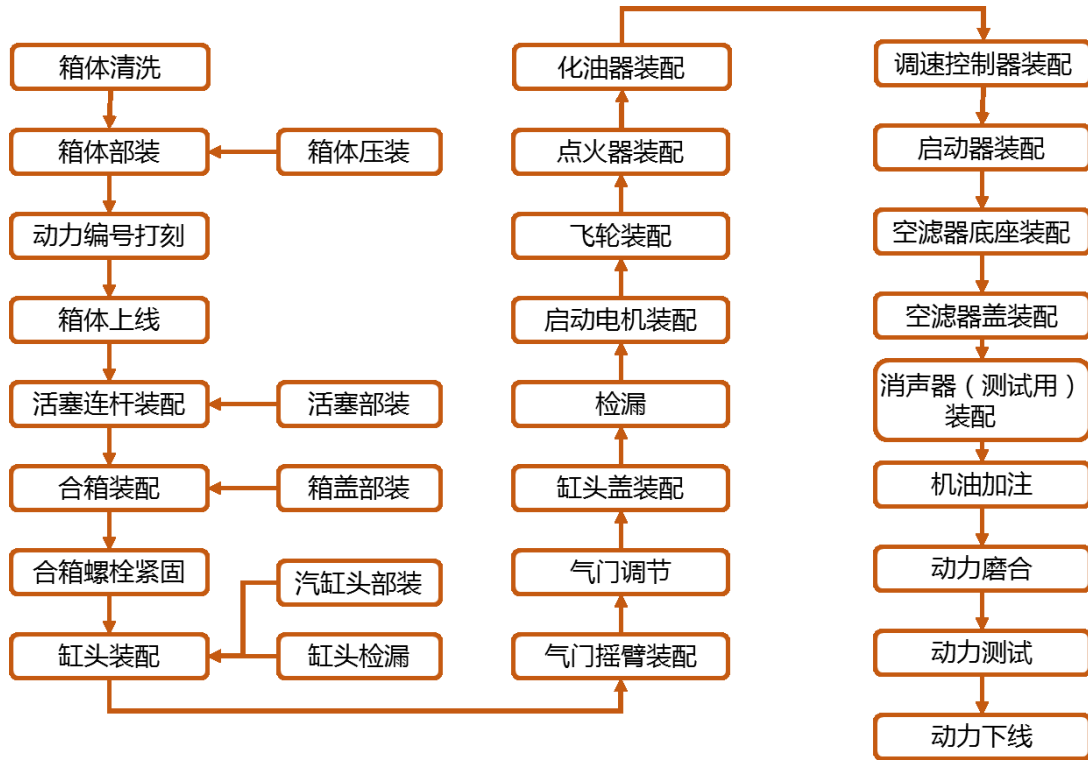 箱体清洗
箱体部装
箱体压装
动力编号打刻
箱体上线
活塞连杆装配
活塞部装
合箱装配
箱盖部装
合箱螺栓紧固
汽缸头部装
缸头装配
缸头检漏
化油器装配
点火器装配
飞轮装配
启动电机装配
检漏
缸头盖装配
气门调节
气门摇臂装配
调速控制器装配
启动器装配
空滤器底座装配
空滤器盖装配
消声器（测试用）
装配
机油加注
动力磨合
动力测试
动力下线